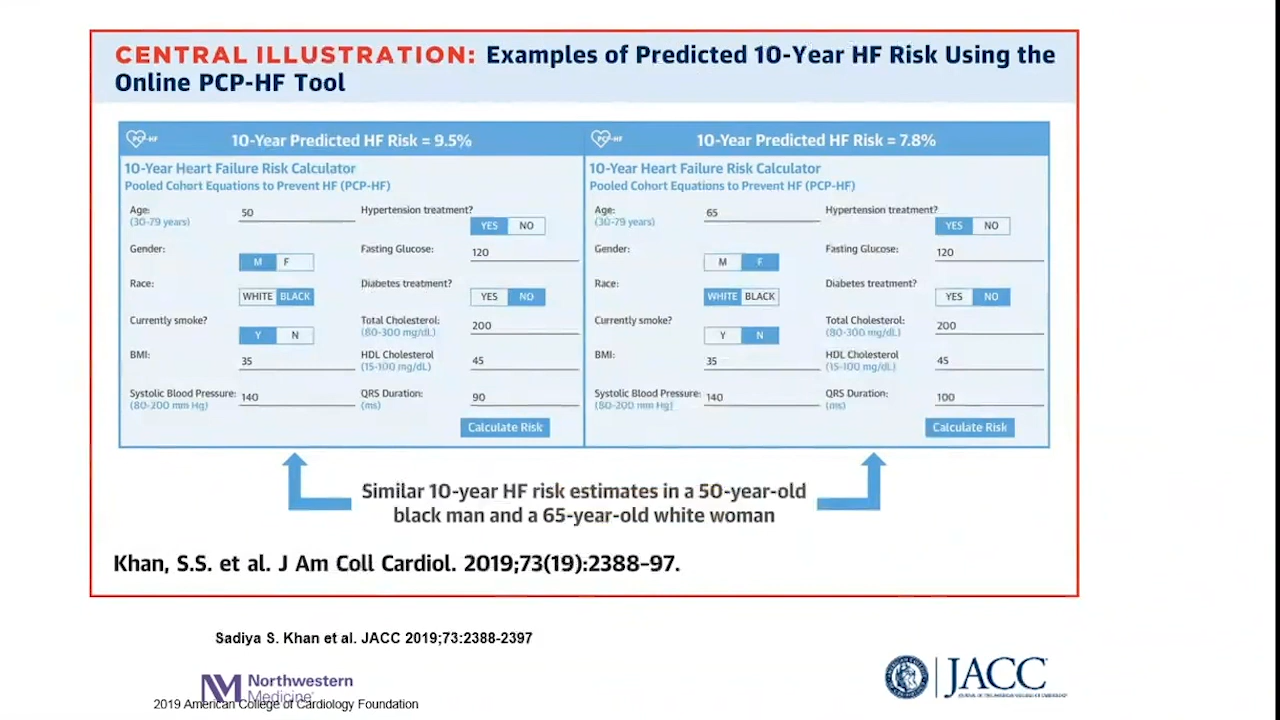 CENTRAL ILLUSTRATION: Examples of Predicted 10-Year HF Risk Using the
Online PCP-HF Tool
PCP-HF
10-Year Predicted HF Risk = 9.5%
10-Year Heart Failure Risk Calculator
Pooled Cohort Equations to Prevent HF (PCP-HF)
Age: 50
(30-79 years)
Hypertension treatment?
YES NO
Gender:
M F
Fasting Glucose: 120
Race:
WHITE BLACK
Diabetes treatment?
YES NO
Currently smoke?
Y N
Total Cholesterol: 200
(80-300 mg/dL)
BMI: 35
HDL Cholesterol 45
(15-100 mg/dL)
Systolic Blood Pressure: 140
(80-200 mm Hg)
QRS Duration: 90
(ms)
Calculate Risk
PCP-HF
10-Year Predicted HF Risk = 7.8%
10-Year Heart Failure Risk Calculator
Pooled Cohort Equations to Prevent HF (PCP-HF)
Age: 65
(30-79 years)
Hypertension treatment?
YES NO
Gender:
M F
Fasting Glucose: 120
Race:
WHITE BLACK
Diabetes treatment?
YES NO
Currently smoke?
Y N
Total Cholesterol: 200
(80-300 mg/dL)
BMI: 35
HDL Cholesterol 45
(15-100 mg/dL)
Systolic Blood Pressure: 140
(80-200 mm Hg)
QRS Duration: 100
(ms)
Calculate Risk
Similar 10-year HF risk estimates in a 50-year-old
black man and a 65-year-old white woman
Khan, S.S. et al. J Am Coll Cardiol. 2019;73(19):2388–97.
Sadiya S. Khan et al. JACC 2019;73:2388-2397
Northwestern
Medicine
2019 American College of Cardiology Foundation
JACC
JOURNAL OF THE AMERICAN COLLEGE OF CARDIOLOGY